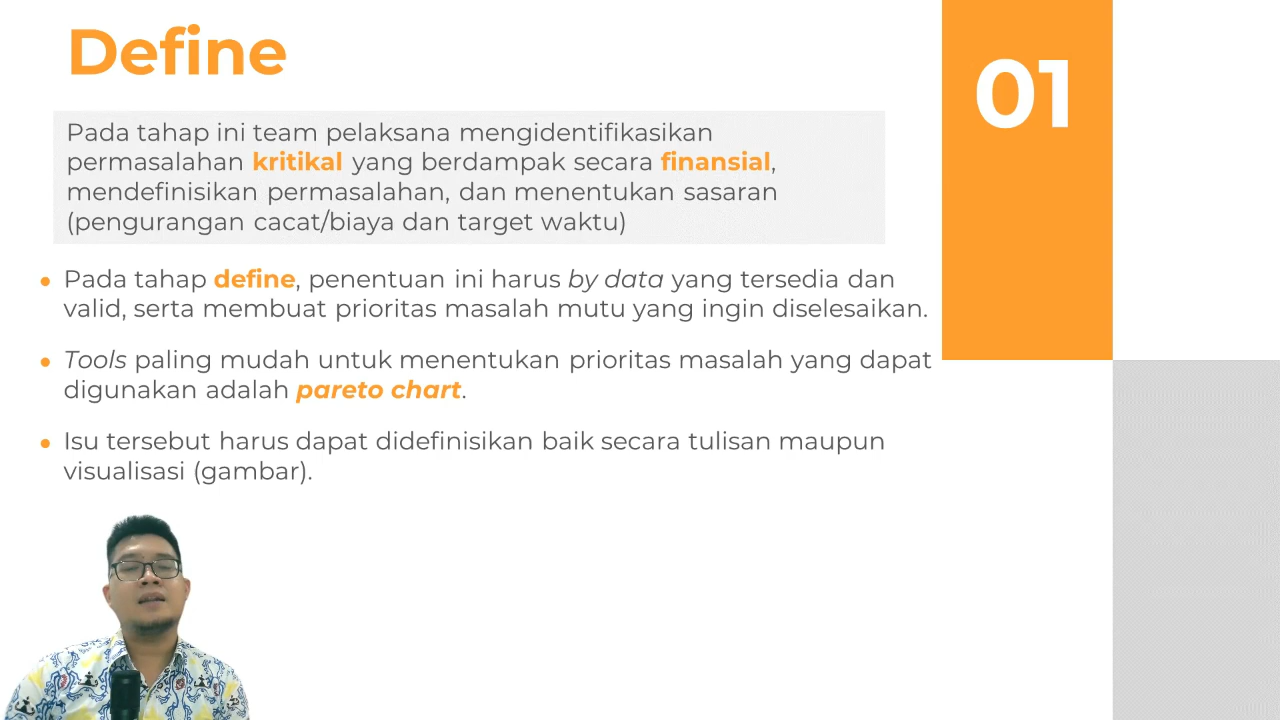 Define
01
Pada tahap ini team pelaksana mengidentifikasikan
permasalahan kritikal yang berdampak secara finansial,
mendefinisikan permasalahan, dan menentukan sasaran
(pengurangan cacat/biaya dan target waktu)
• Pada tahap define, penentuan ini harus by data yang tersedia dan
valid, serta membuat prioritas masalah mutu yang ingin diselesaikan.
• Tools paling mudah untuk menentukan prioritas masalah yang dapat
digunakan adalah pareto chart.
• Isu tersebut harus dapat didefinisikan baik secara tulisan maupun
visualisasi (gambar).